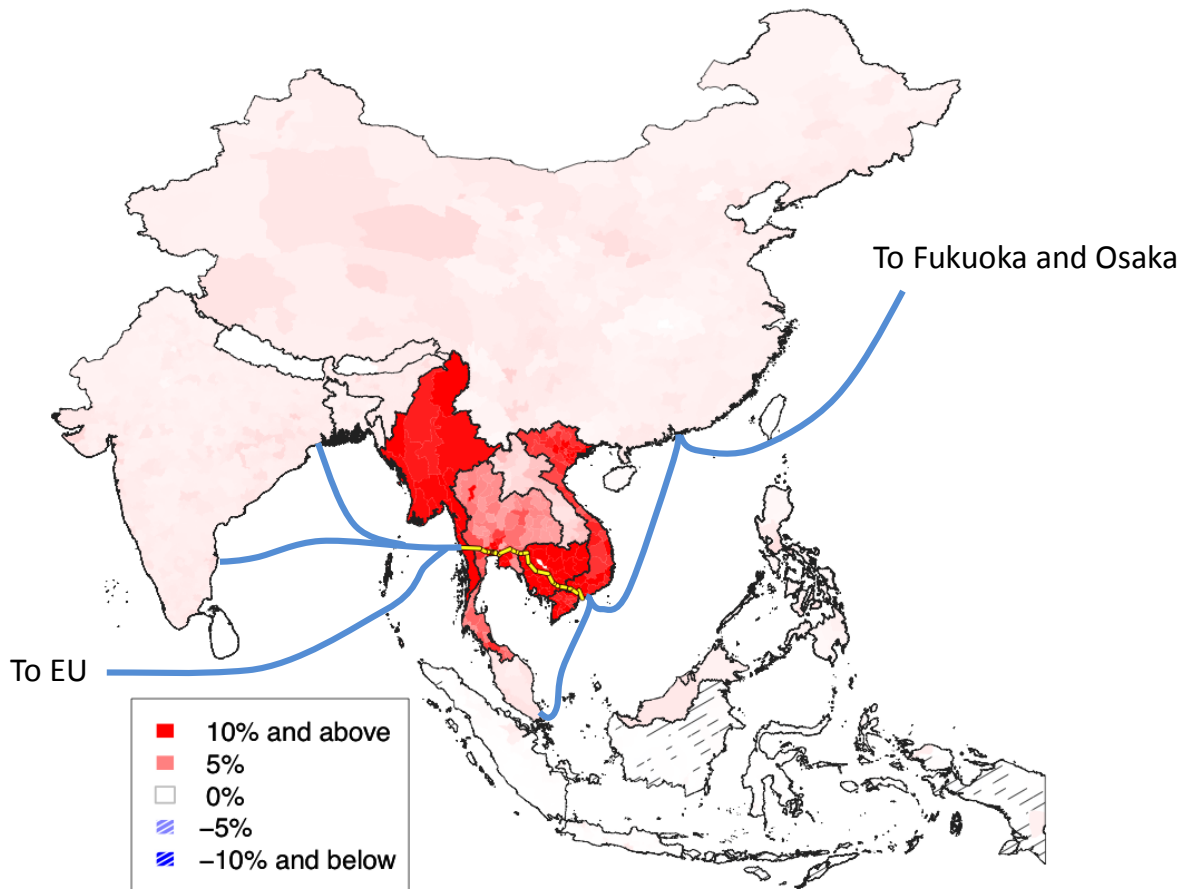 To Fukuoka and Osaka
To EU
10% and above
5%
0%
−5%
−10% and below